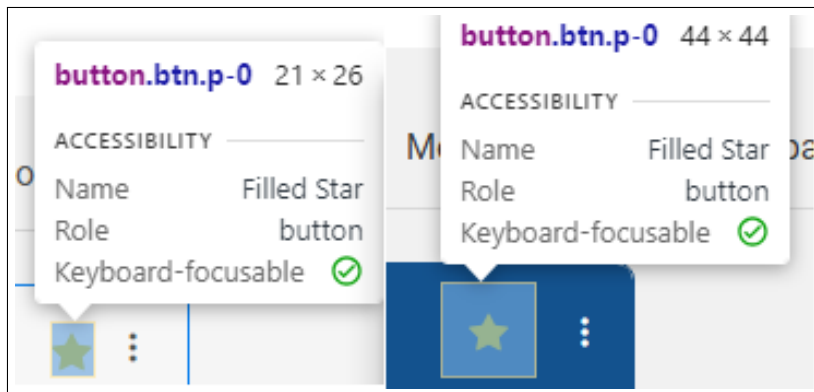 button.btn.p-0 21 × 26
ACCESSIBILITY
Name Filled Star
Role button
Keyboard-focusable
button.btn.p-0 44 × 44
ACCESSIBILITY
Name Filled Star
Role button
Keyboard-focusable